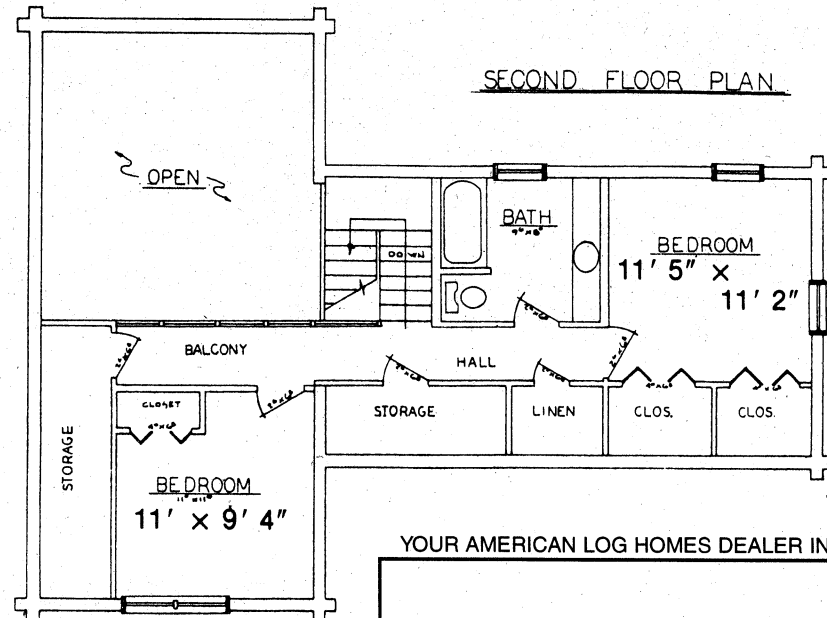 SECOND FLOOR PLAN
OPEN
BATH
BEDROOM
11' 5" ×
11' 2"
DOWN
BALCONY
HALL
CLOSET
STORAGE
LINEN
CLOS.
CLOS.
STORAGE
BEDROOM
11' × 9' 4"
YOUR AMERICAN LOG HOMES DEALER IN